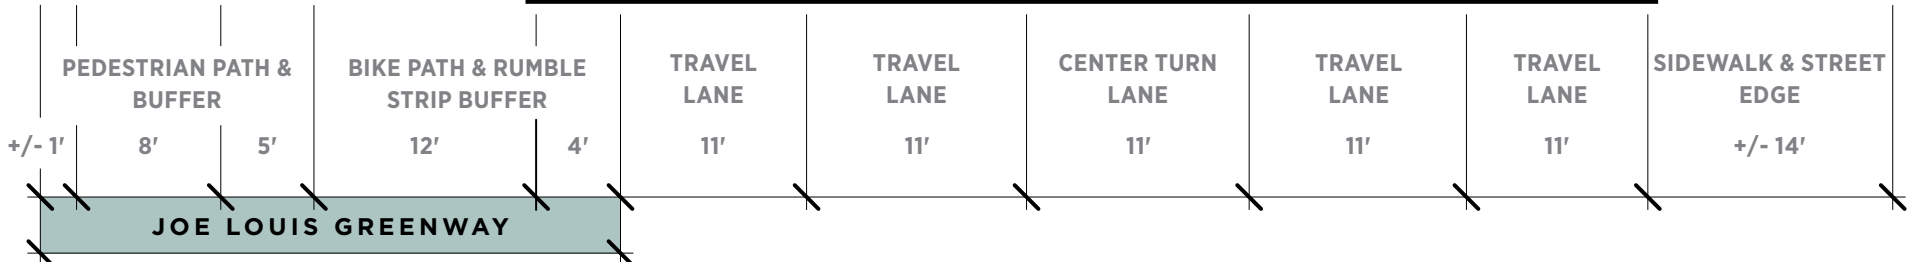 PEDESTRIAN PATH &
BUFFER
BIKE PATH & RUMBLE
STRIP BUFFER
TRAVEL
LANE
TRAVEL
LANE
CENTER TURN
LANE
TRAVEL
LANE
TRAVEL
LANE
SIDEWALK & STREET
EDGE
+/- 1'
8'
5'
12'
4'
11'
11'
11'
11'
11'
+/- 14'
JOE LOUIS GREENWAY